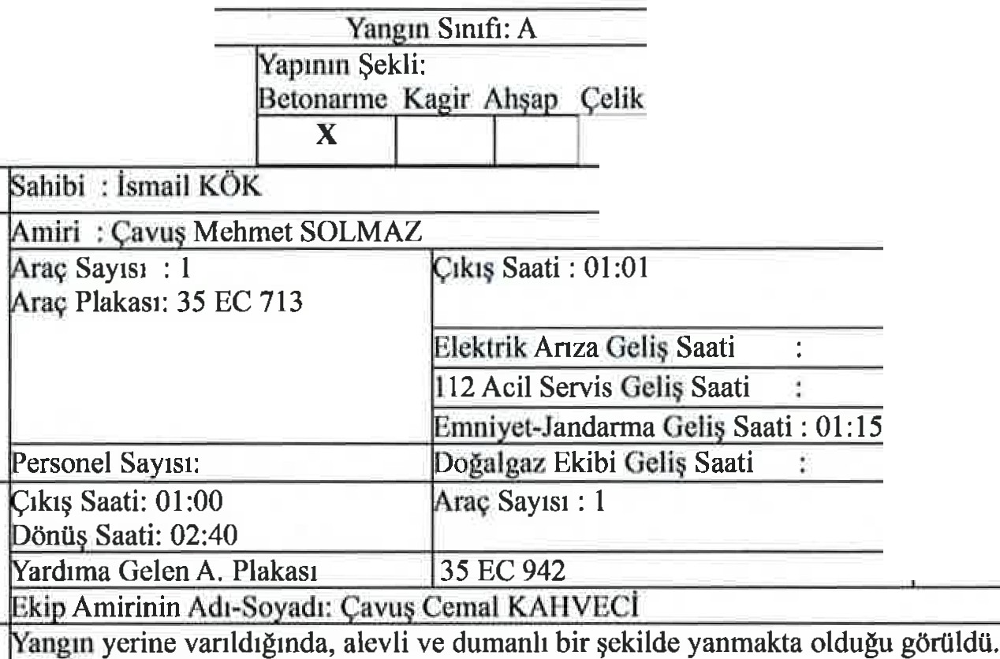 Yangın Sınıfı: A
Yapının Şekli:
Betonarme Kagir Ahşap Çelik
X
Sahibi : İsmail KÖK
Amiri : Çavuş Mehmet SOLMAZ
Araç Sayısı : 1
Çıkış Saati : 01:01
Araç Plakası: 35 EC 713
Elektrik Arıza Geliş Saati :
112 Acil Servis Geliş Saati :
Emniyet-Jandarma Geliş Saati : 01:15
Personel Sayısı:
Doğalgaz Ekibi Geliş Saati :
Çıkış Saati: 01:00
Araç Sayısı : 1
Dönüş Saati: 02:40
Yardıma Gelen A. Plakası
35 EC 942
Ekip Amirinin Adı-Soyadı: Çavuş Cemal KAHVECİ
Yangın yerine varıldığında, alevli ve dumanlı bir şekilde yanmakta olduğu görüldü.